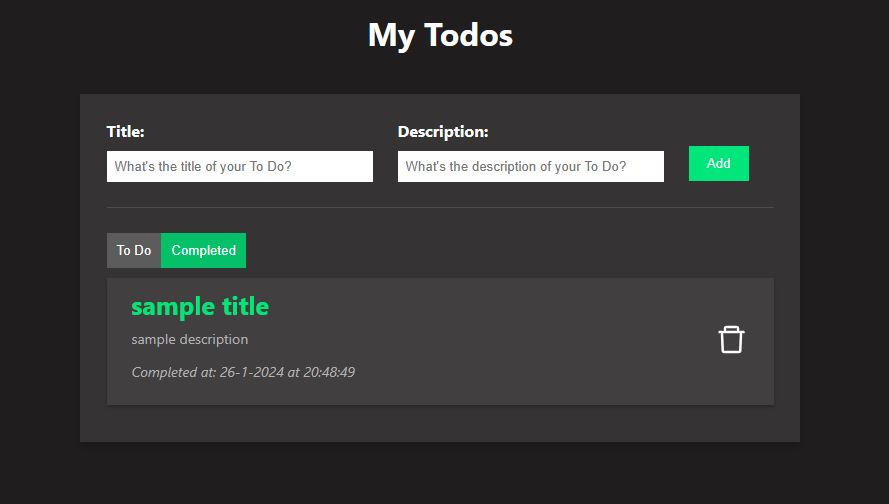 My Todos
Title:
Description:
What's the title of your To Do?
What's the description of your To Do?
Add
To Do
Completed
sample title
sample description
Completed at: 26-1-2024 at 20:48:49